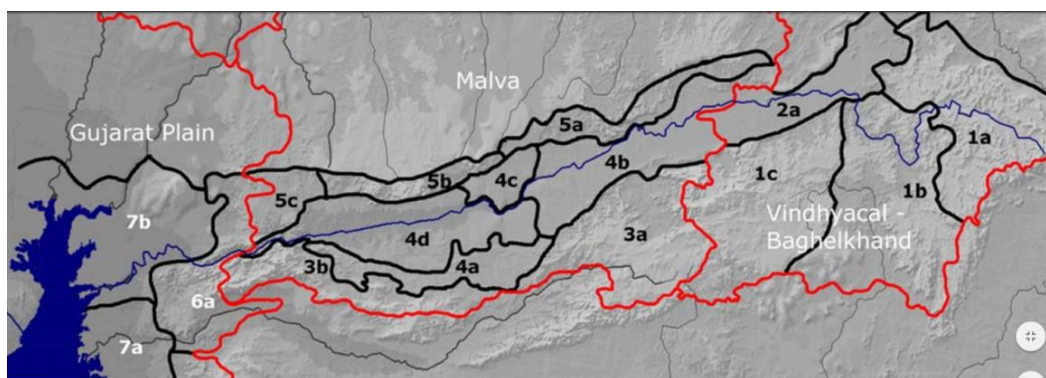 Malva
Gujarat Plain
5a
2a
1a
5b
4c
4b
1c
5c
1b
7b
Vindhyacal -
Baghelkhand
4d
3a
3b
4a
6a
7a